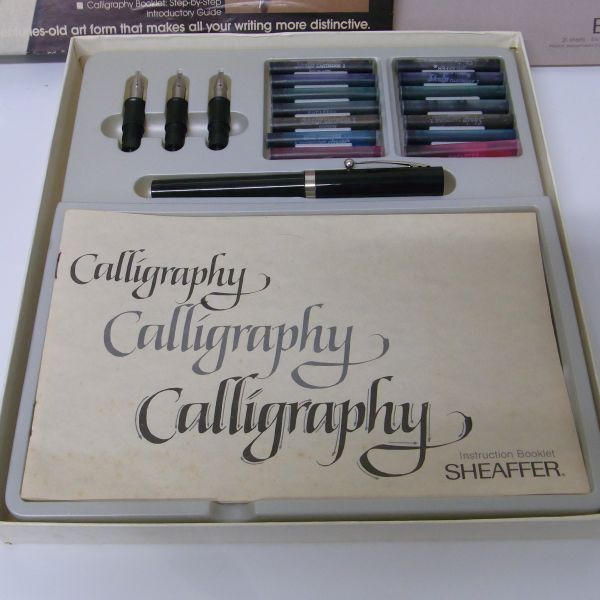 Calligraphy Booklet: Step-by-Step
Introductory Guide
centuries-old art form that makes all your writing more distinctive.
Calligraphy
Calligraphy
Calligraphy
Instruction Booklet
SHEAFFER®